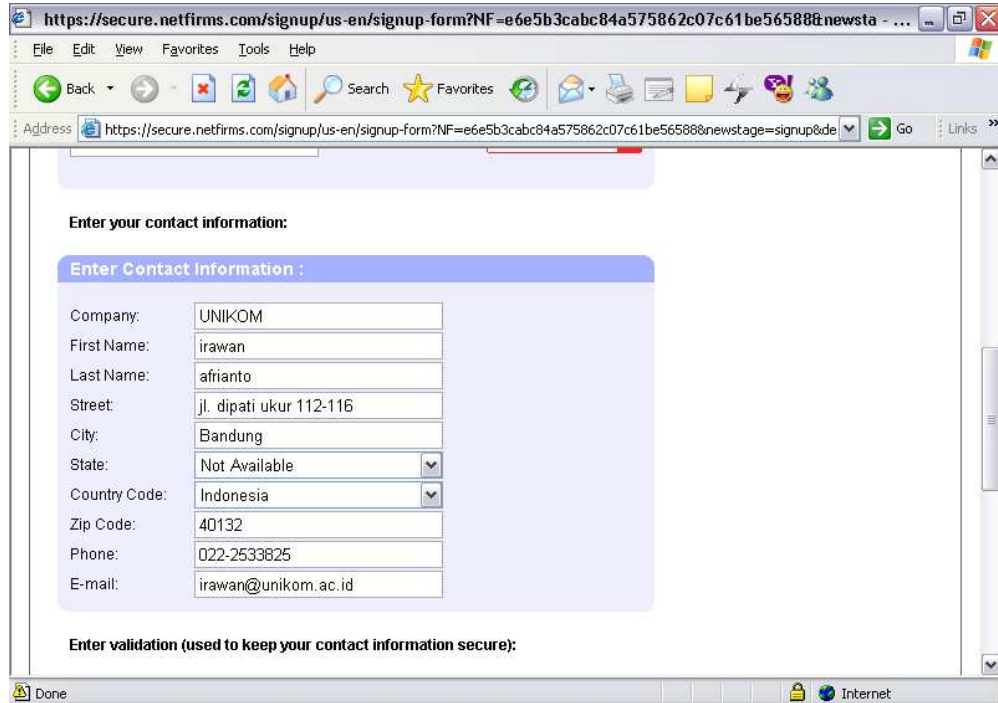 https://secure.netfirms.com/signup/us-en/signup-form?NF=e6e5b3cabc84a575862c07c61be56588&newsta - ...
File Edit View Favorites Tools Help
Back Search Favorites
Address https://secure.netfirms.com/signup/us-en/signup-form?NF=e6e5b3cabc84a575862c07c61be56588&newstage=signup&de Go Links »
Enter your contact information:
Enter Contact Information :
Company: UNIKOM
First Name: irawan
Last Name: afrianto
Street: jl. dipati ukur 112-116
City: Bandung
State: Not Available
Country Code: Indonesia
Zip Code: 40132
Phone: 022-2533825
E-mail: irawan@unikom.ac.id
Enter validation (used to keep your contact information secure):
Done Internet